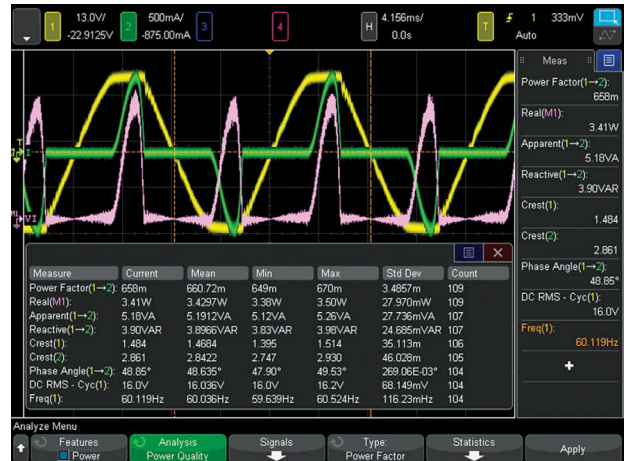 1 13.0V/ -22.9125V 2 500mA/ -875.00mA 3 4 H 4.156ms/ 0.0s T 1 333mV Auto
Meas
Power Factor(1→2):
658m
Real(M1):
3.41W
Apparent(1→2):
5.18VA
Reactive(1→2):
3.90VAR
Crest(1):
1.484
Crest(2):
2.861
Phase Angle(1→2):
48.85°
DC RMS - Cyc(1):
16.0V
Freq(1):
60.119Hz
Measure Current Mean Min Max Std Dev Count
Power Factor(1→2): 658m 660.72m 649m 670m 3.4857m 109
Real(M1): 3.41W 3.4297W 3.38W 3.50W 27.970mW 109
Apparent(1→2): 5.18VA 5.1912VA 5.12VA 5.26VA 27.736mVA 107
Reactive(1→2): 3.90VAR 3.8966VAR 3.83VAR 3.98VAR 24.685mVAR 107
Crest(1): 1.484 1.4684 1.395 1.514 35.113m 106
Crest(2): 2.861 2.8422 2.747 2.930 46.028m 105
Phase Angle(1→2): 48.85° 48.635° 47.90° 49.53° 269.06E-03° 104
DC RMS - Cyc(1): 16.0V 16.036V 16.0V 16.2V 68.149mV 104
Freq(1): 60.119Hz 60.036Hz 59.639Hz 60.524Hz 116.23mHz 104
Analyze Menu
Features
Power
Analysis
Power Quality
Signals
Type:
Power Factor
Statistics
Apply